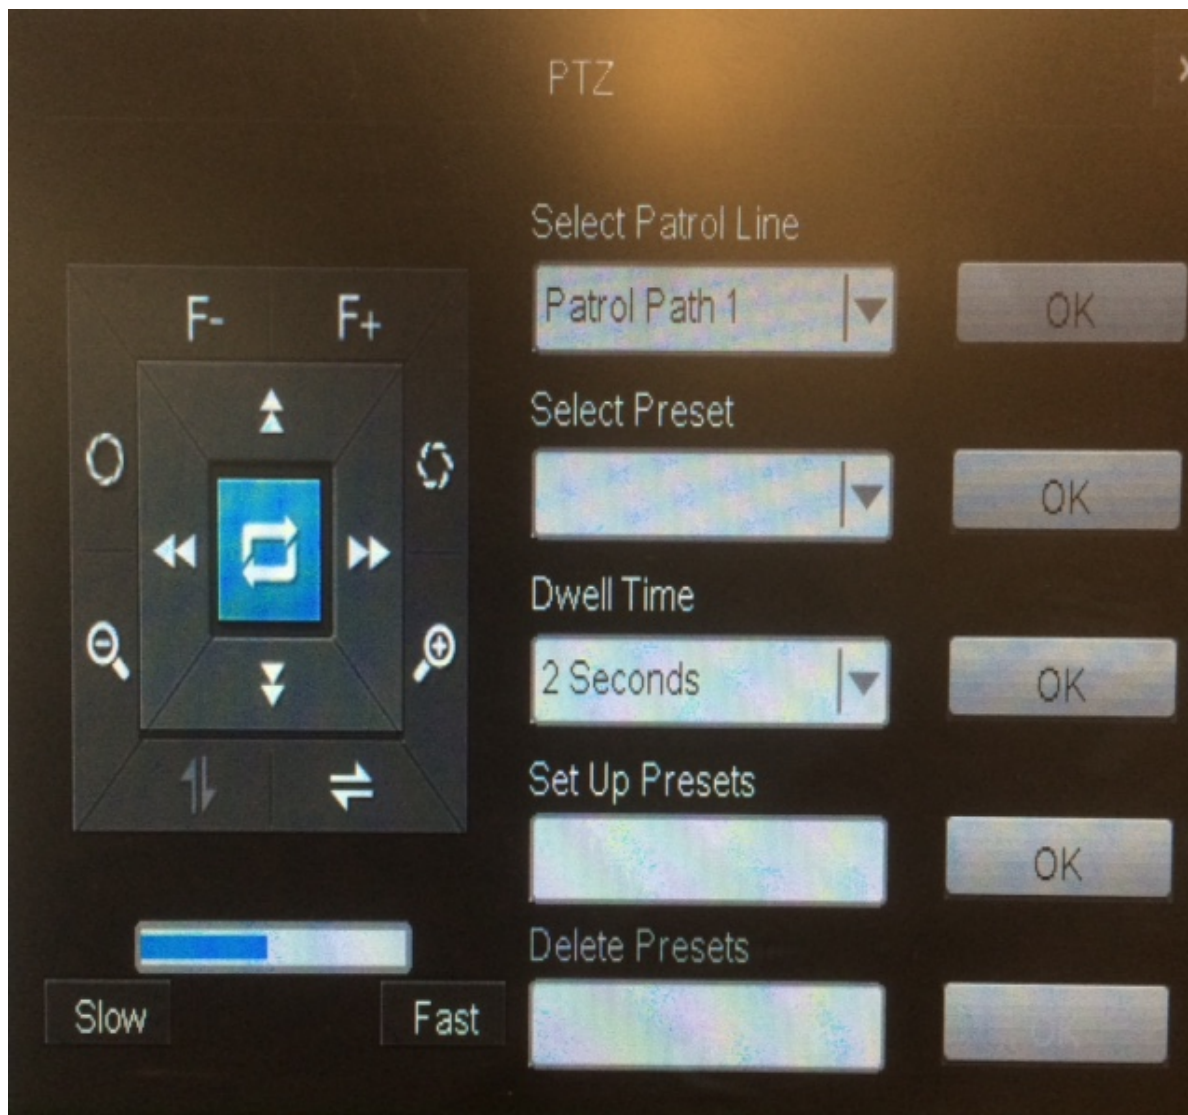 PTZ
Select Patrol Line
Patrol Path 1
OK
F-
F+
Select Preset
OK
Dwell Time
2 Seconds
OK
Set Up Presets
OK
Delete Presets
OK
Slow
Fast